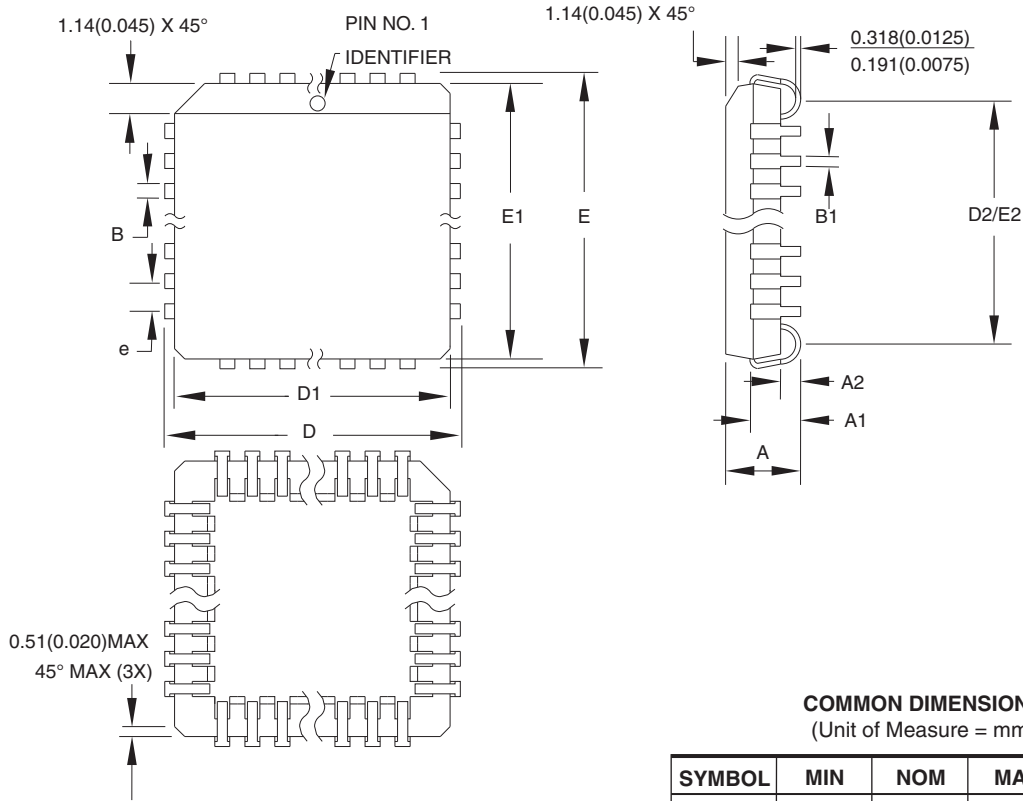 1.14(0.045) X 45°
PIN NO. 1
IDENTIFIER
1.14(0.045) X 45°
0.318(0.0125)
0.191(0.0075)
B
e
E1
E
B1
D2/E2
D1
D
A2
A1
A
0.51(0.020)MAX
45° MAX (3X)
COMMON DIMENSION
(Unit of Measure = mm
SYMBOL MIN NOM MA